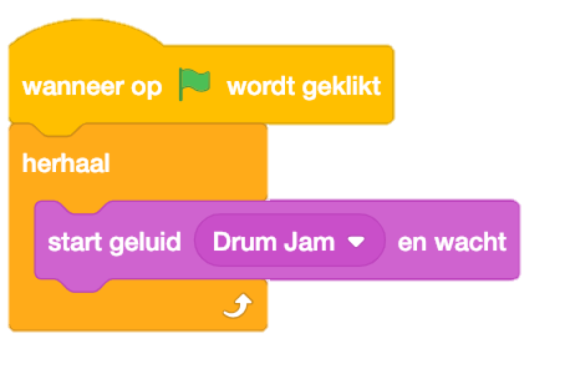 wanneer op wordt geklikt
herhaal
start geluid Drum Jam en wacht